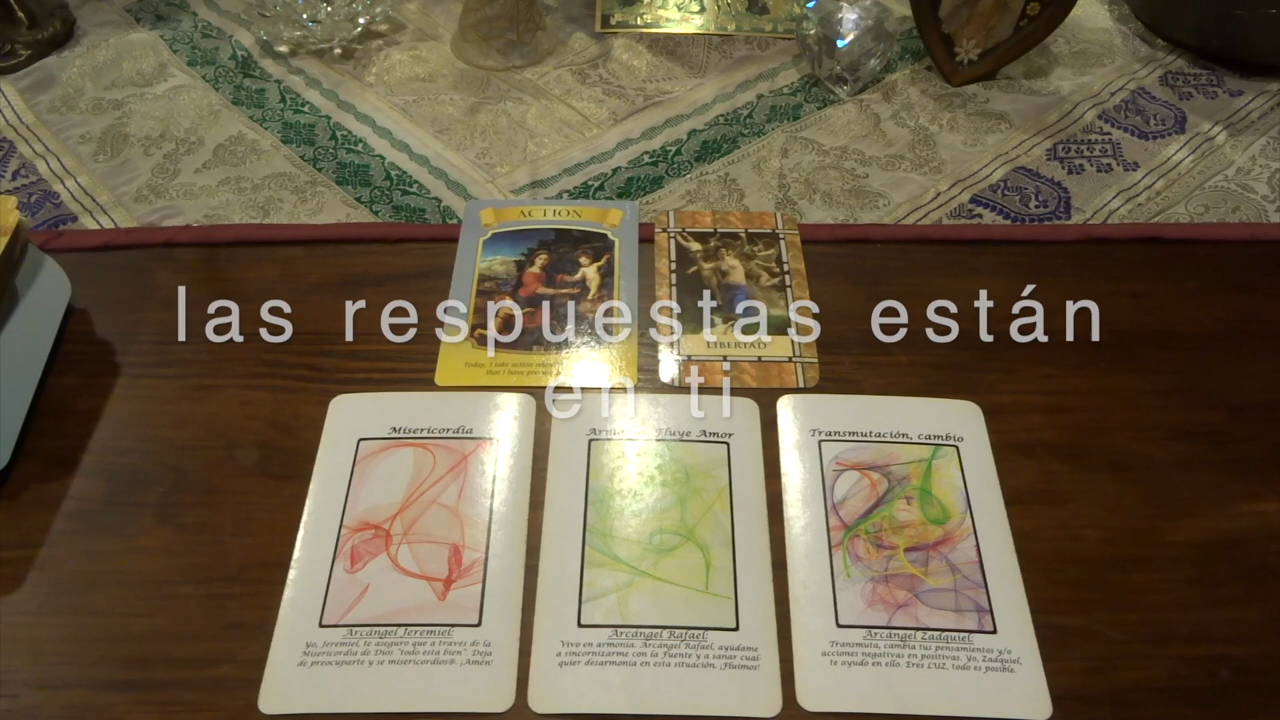 ACTION
Today, I take action
that I have
LIBERTAD
las respuestas están
en ti
Misericordia
Fluye Amor
Transmutación, cambio
Arcángel Jeremiel:
Yo, Jeremiel, te aseguro que a través de la
Misericordia de Dios "todo está bien". Deja
de preocuparte y se misericordios@. ¡Amén!
Arcángel Rafael:
Vivo en armonía. Arcángel Rafael, ayúdame
a sincornizarme con la Fuente y a sanar cual-
quier desarmonía en esta situación. ¡Fluimos!
Arcángel Zadquiel:
Transmuta, cambia tus pensamientos y/o
acciones negativas en positivas. Yo, Zadquiel,
te ayudo en ello. Eres LUZ, todo es posible.